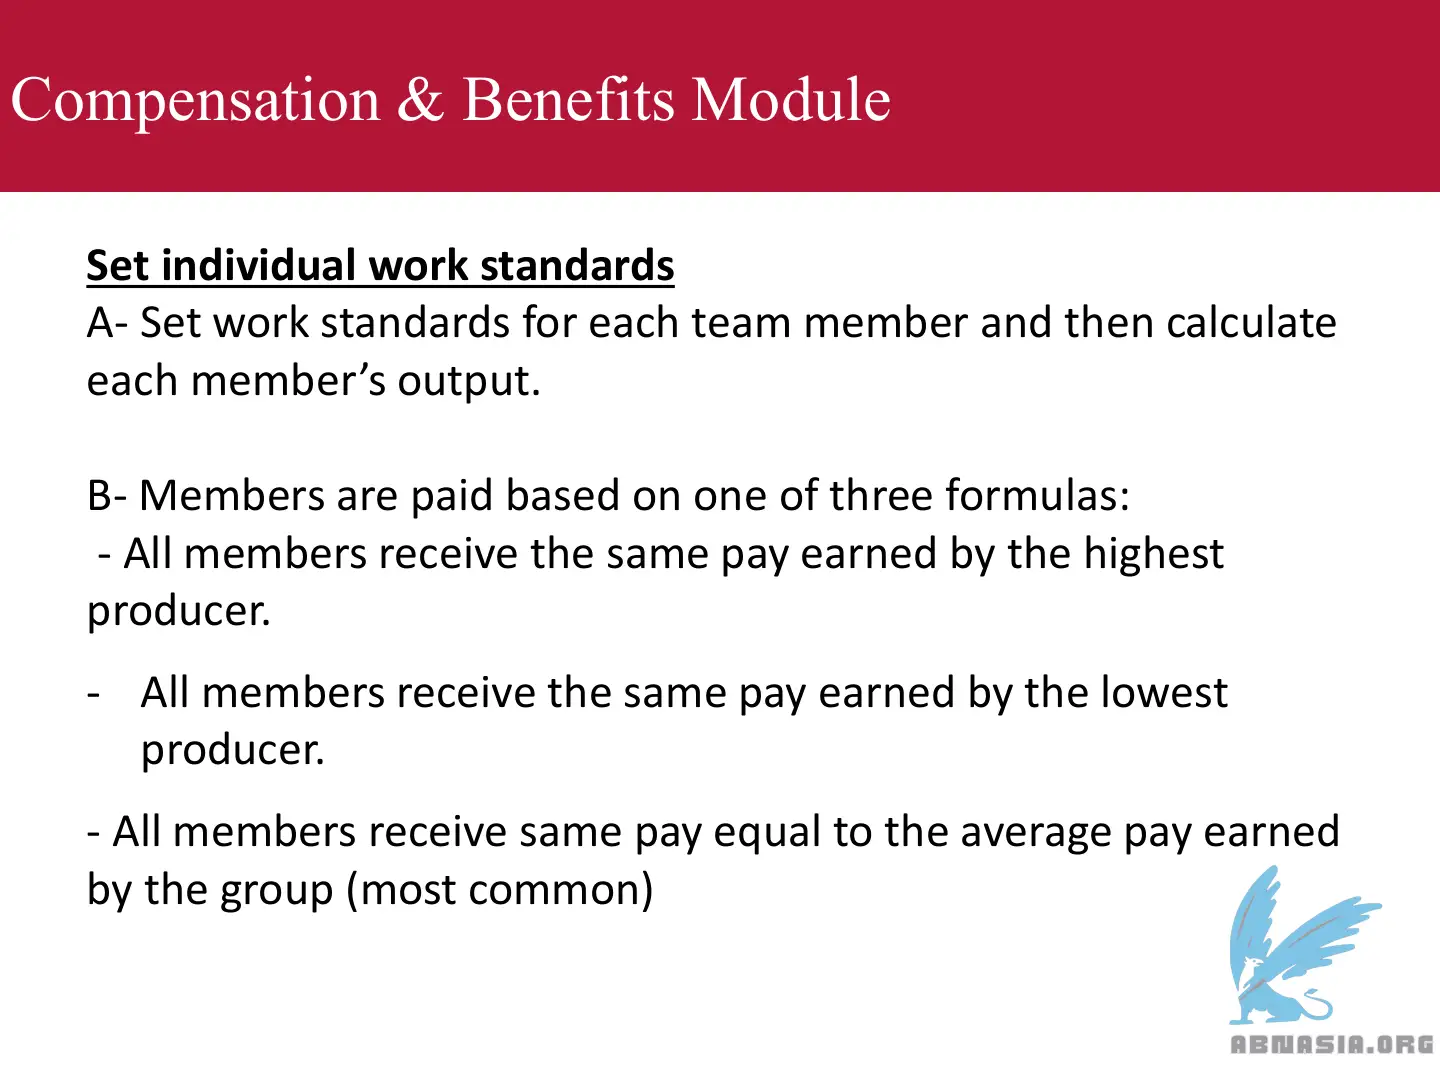 Compensation & Benefits Module
Set individual work standards
A- Set work standards for each team member and then calculate
each member’s output.
B- Members are paid based on one of three formulas:
- All members receive the same pay earned by the highest
producer.
- All members receive the same pay earned by the lowest
producer.
- All members receive same pay equal to the average pay earned
by the group (most common)
ABNASIA.ORG